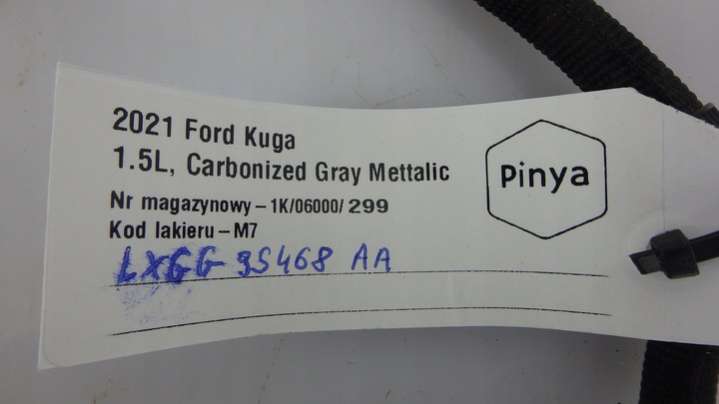 2021 Ford Kuga
1.5L, Carbonized Gray Mettalic
Nr magazynowy – 1K/06000/ 299
Kod lakieru – M7
LXGG 9S468 AA
Pinya